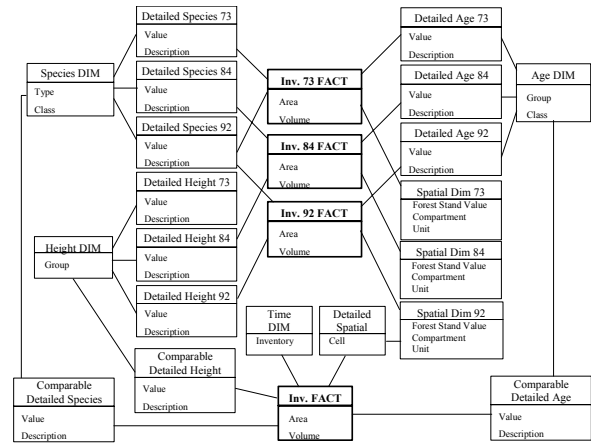 Detailed Species 73
Value
Description
Detailed Species 84
Value
Description
Detailed Species 92
Value
Description
Detailed Height 73
Value
Description
Detailed Height 84
Value
Description
Detailed Height 92
Value
Description
Species DIM
Type
Class
Height DIM
Group
Inv. 73 FACT
Area
Volume
Inv. 84 FACT
Area
Volume
Inv. 92 FACT
Area
Volume
Detailed Age 73
Value
Description
Detailed Age 84
Value
Description
Detailed Age 92
Value
Description
Age DIM
Group
Class
Spatial Dim 73
Forest Stand Value
Compartment
Unit
Spatial Dim 84
Forest Stand Value
Compartment
Unit
Spatial Dim 92
Forest Stand Value
Compartment
Unit
Time
DIM
Inventory
Detailed
Spatial
Cell
Comparable
Detailed Height
Value
Description
Comparable
Detailed Species
Value
Description
Inv. FACT
Area
Volume
Comparable
Detailed Age
Value
Description